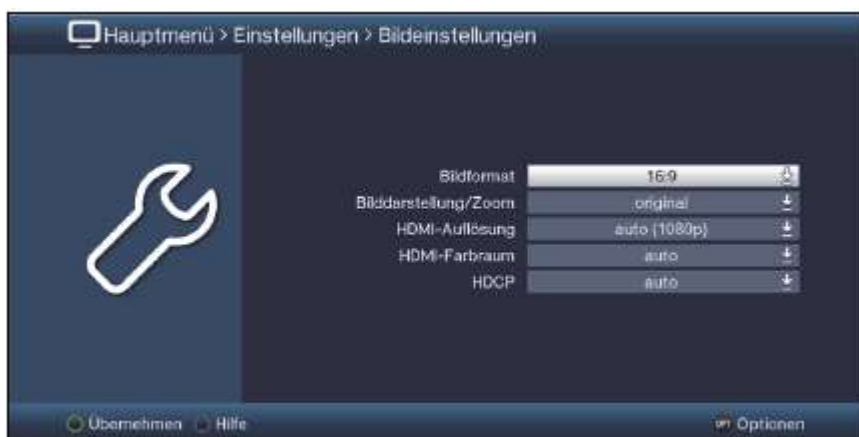 Hauptmenü > Einstellungen > Bildeinstellungen
Bildformat 16:9
Bilddarstellung/Zoom original
HDMI-Auflösung auto (1080p)
HDMI-Farbraum auto
HDCP auto
Übernehmen Hilfe OPT Optionen